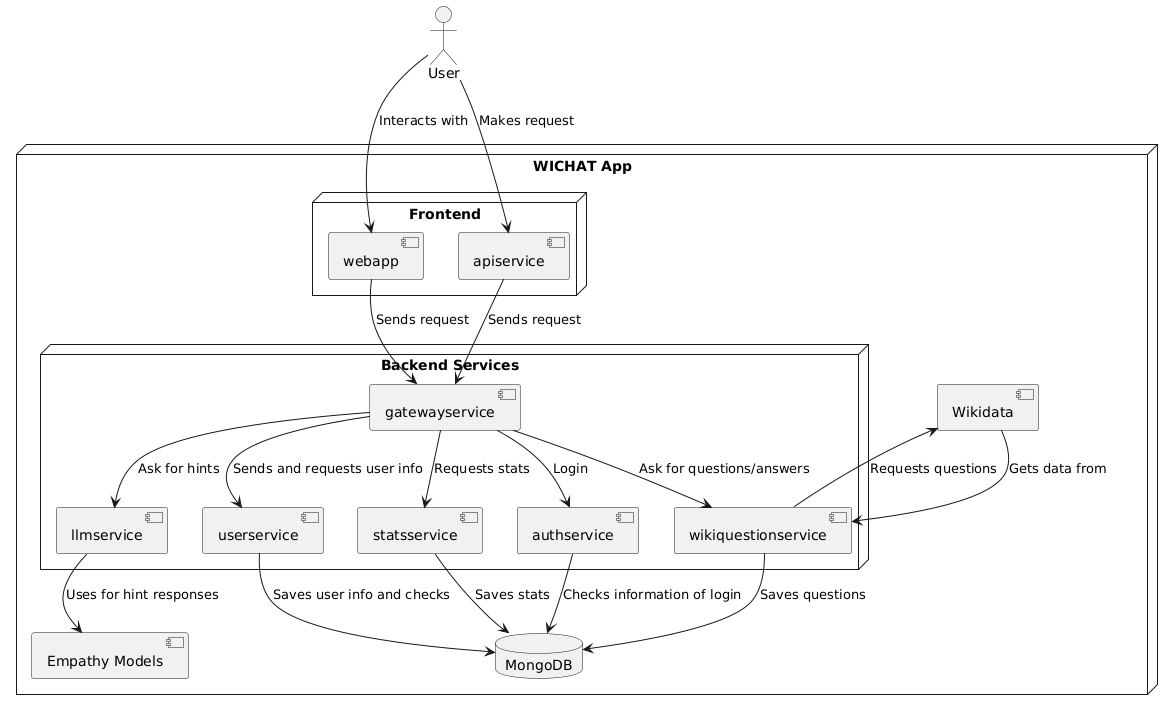 User
Interacts with
Makes request
WICHAT App
Frontend
webapp
apiservice
Sends request
Sends request
Backend Services
gatewayservice
Wikidata
Ask for hints
Sends and requests user info
Requests stats
Login
Ask for questions/answers
Requests questions
Gets data from
llmservice
userservice
statsservice
authservice
wikiquestionservice
Uses for hint responses
Saves user info and checks
Saves stats
Checks information of login
Saves questions
Empathy Models
MongoDB